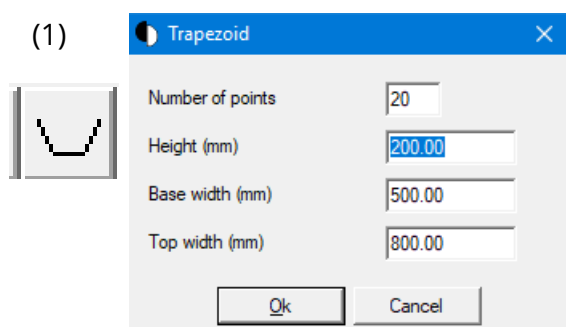 (1)
Trapezoid
Number of points 20
Height (mm) 200.00
Base width (mm) 500.00
Top width (mm) 800.00
Ok Cancel